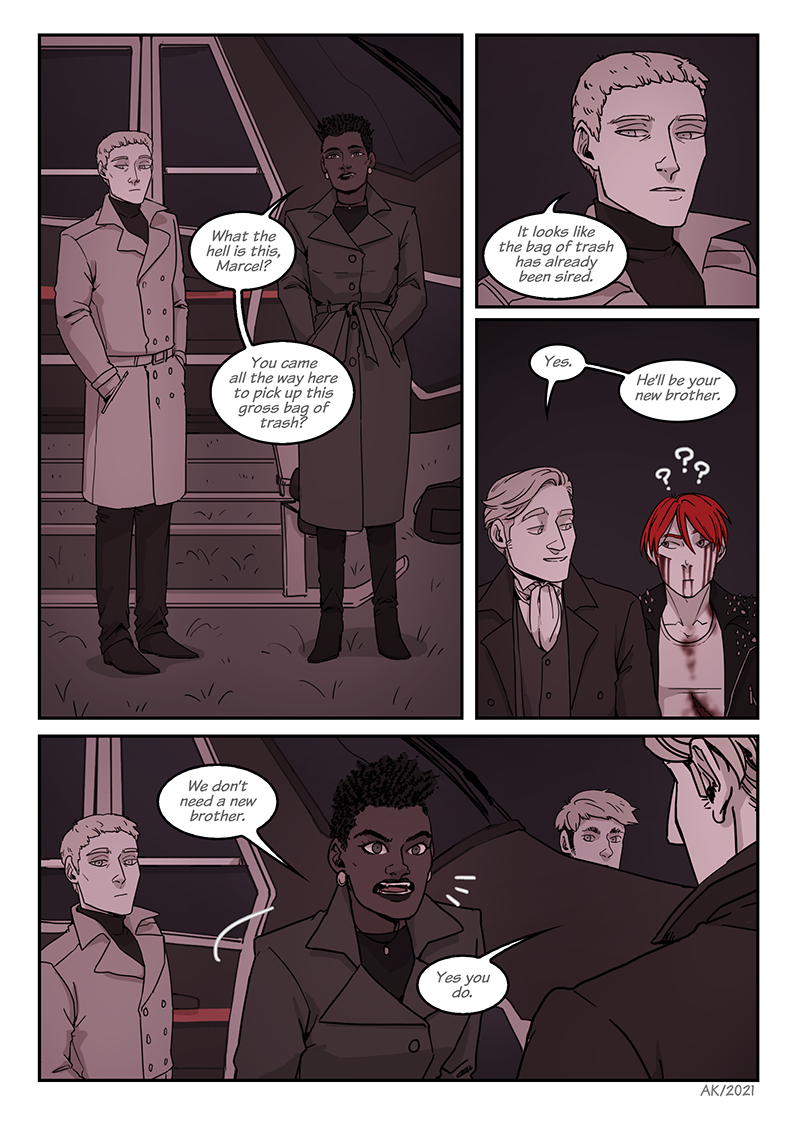 What the
hell is this,
Marcel?
You came
all the way here
to pick up this
gross bag of
trash?
It looks like
the bag of trash
has already
been sired.
Yes.
He'll be your
new brother.
? ? ?
We don't
need a new
brother.
Yes you
do.
AK/2021